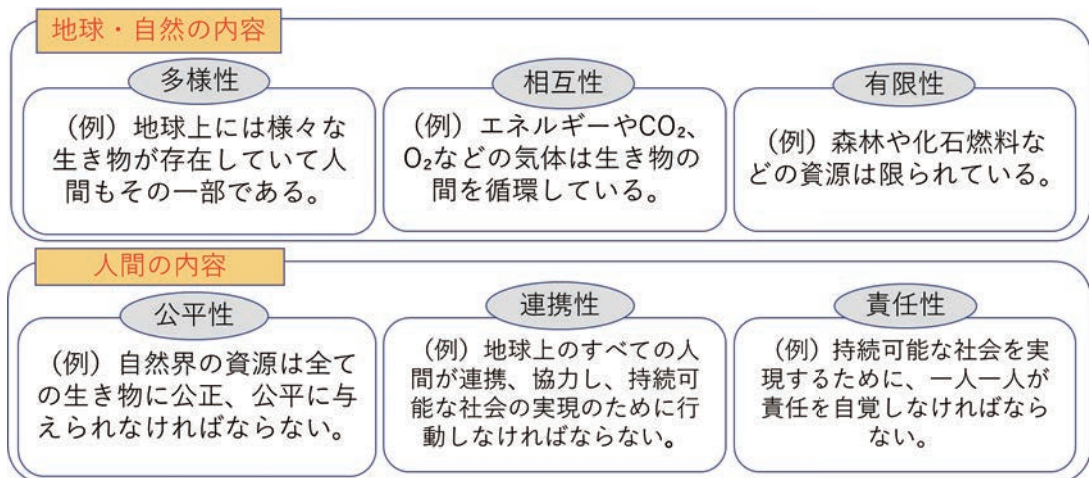 地球・自然の内容
多様性
(例)地球上には様々な
生き物が存在していて人
間もその一部である。
相互性
(例)エネルギーやCO₂、
O₂などの気体は生き物の
間を循環している。
有限性
(例)森林や化石燃料な
どの資源は限られている。
人間の内容
公平性
(例)自然界の資源は全て
の生き物に公正、公平に与
えられなければならない。
連携性
(例)地球上のすべての人
間が連携、協力し、持続可
能な社会の実現のために行
動しなければならない。
責任性
(例)持続可能な社会を実
現するために、一人一人が
責任を自覚しなければなら
ない。